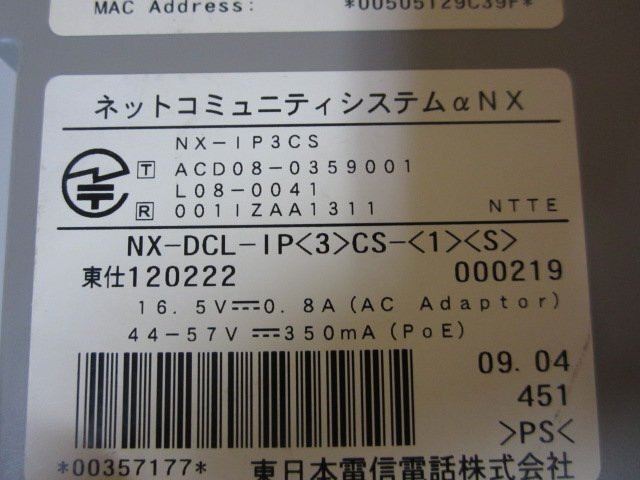 MAC Address: *00505129C39F*
ネットコミュニティシステムαNX
NX-IP3CS
T ACD08-0359001
L08-0041
R 001IZAA1311 NTTE
NX-DCL-IP<3>CS-<1><S>
東仕120222 000219
16.5V⎓0.8A (AC Adaptor)
44-57V⎓350mA (PoE)
09.04
451
>PS<
*00357177* 東日本電信電話株式会社